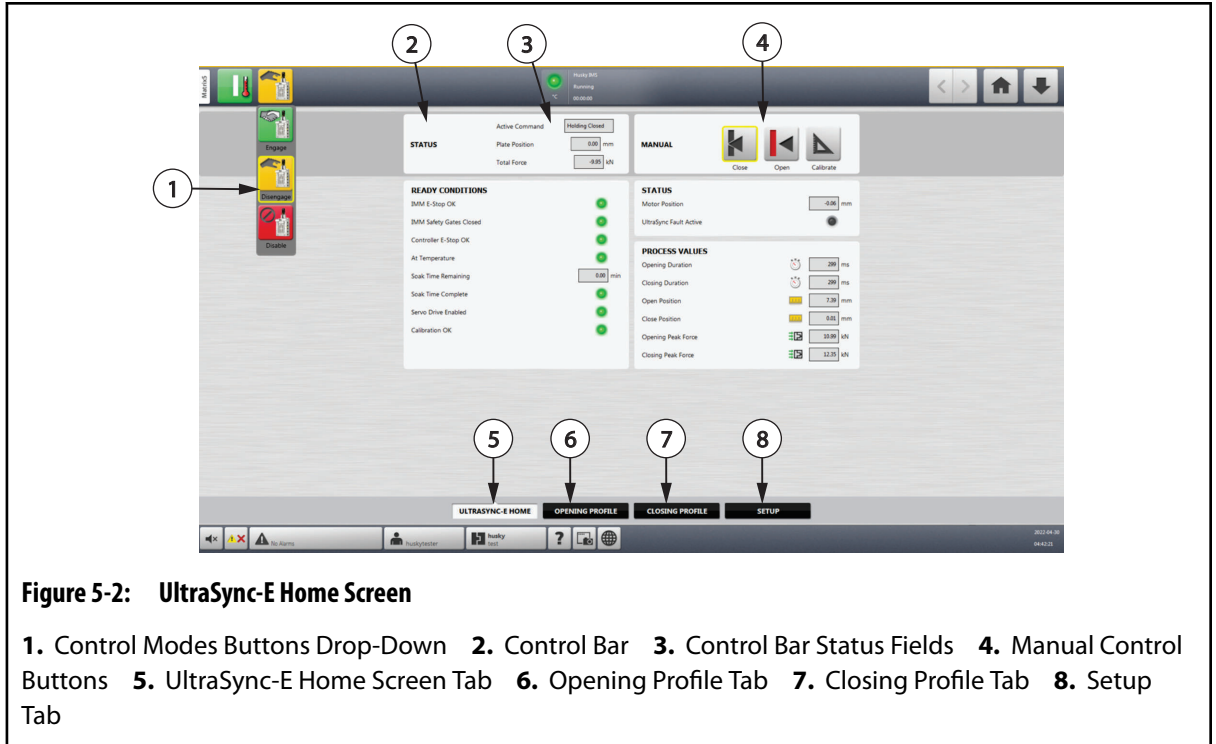 2
3
4
MatrixS
Husky IMS
Running
°C
00:00:00
Engage
Disengage
Disable
1
STATUS
Active Command Holding Closed
Plate Position 0.00 mm
Total Force -9.95 kN
MANUAL
Close Open Calibrate
READY CONDITIONS
IMM E-Stop OK
IMM Safety Gates Closed
Controller E-Stop OK
At Temperature
Soak Time Remaining 0.00 min
Soak Time Complete
Servo Drive Enabled
Calibration OK
STATUS
Motor Position -0.06 mm
UltraSync Fault Active
PROCESS VALUES
Opening Duration 299 ms
Closing Duration 299 ms
Open Position 7.39 mm
Close Position 0.01 mm
Opening Peak Force 10.99 kN
Closing Peak Force 12.35 kN
5
6
7
8
ULTRASYNC-E HOME OPENING PROFILE CLOSING PROFILE SETUP
No Alarms
huskytester
husky
test
?
2022-04-30
04:42:21
Figure 5-2: UltraSync-E Home Screen
1. Control Modes Buttons Drop-Down 2. Control Bar 3. Control Bar Status Fields 4. Manual Control
Buttons 5. UltraSync-E Home Screen Tab 6. Opening Profile Tab 7. Closing Profile Tab 8. Setup
Tab